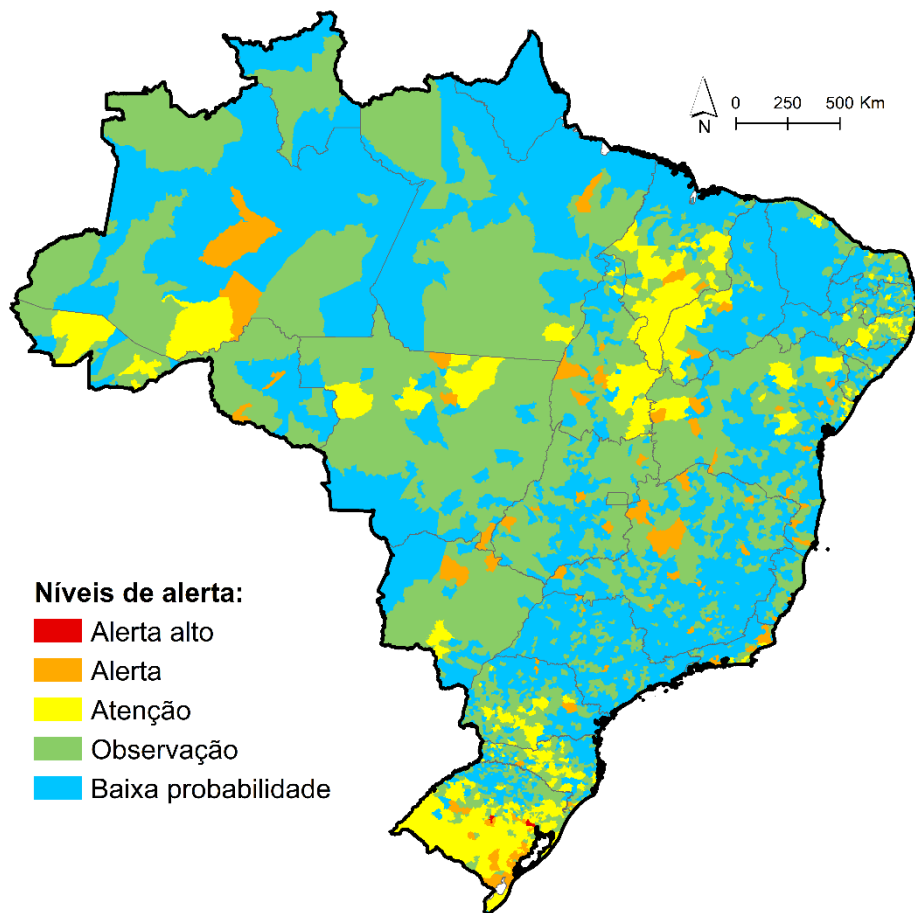 0 250 500 Km
N
Níveis de alerta:
Alerta alto
Alerta
Atenção
Observação
Baixa probabilidade